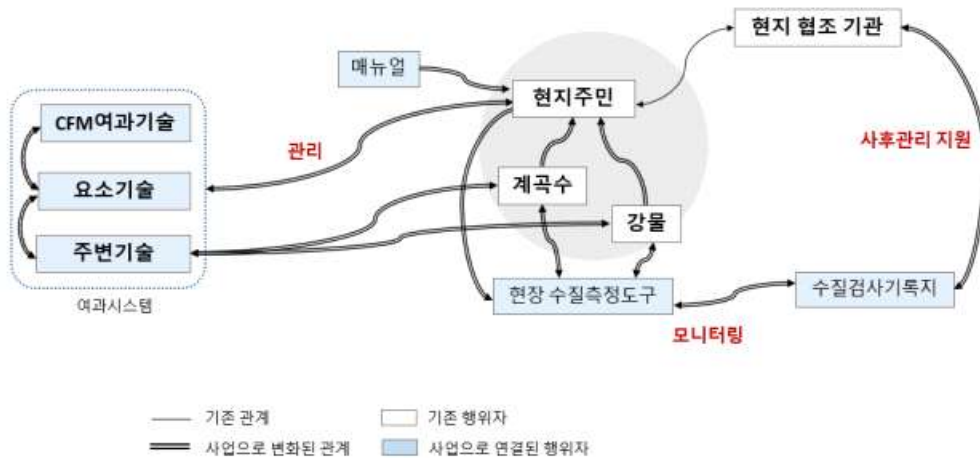 현지 협조 기관
매뉴얼
현지주민
CFM여과기술
관리
사후관리 지원
요소기술
계곡수
강물
주변기술
현장 수질측정도구
수질검사기록지
여과시스템
모니터링
기존 관계
기존 행위자
사업으로 변화된 관계
사업으로 연결된 행위자